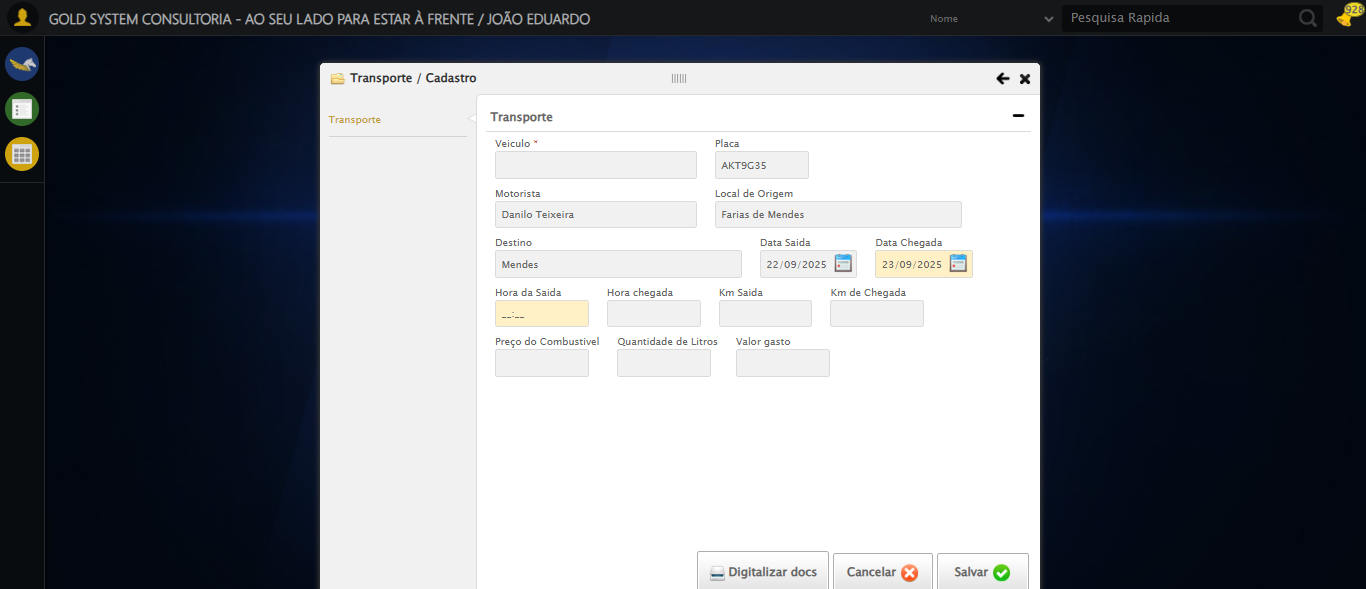 GOLD SYSTEM CONSULTORIA - AO SEU LADO PARA ESTAR À FRENTE / JOÃO EDUARDO
Nome
Pesquisa Rapida
928
Transporte / Cadastro
Transporte
Transporte
Veiculo *
Placa
AKT9G35
Motorista
Local de Origem
Danilo Teixeira
Farias de Mendes
Destino
Data Saida
Data Chegada
Mendes
22/09/2025
23/09/2025
Hora da Saida
Hora chegada
Km Saida
Km de Chegada
__:__
Preço do Combustivel
Quantidade de Litros
Valor gasto
Digitalizar docs
Cancelar
Salvar